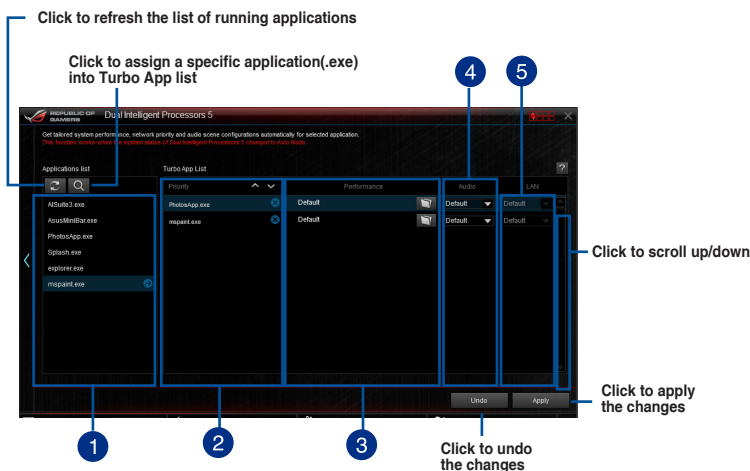 Click to refresh the list of running applications
Click to assign a specific application(.exe)
into Turbo App list
4
5
REPUBLIC OF
GAMERS
Dual Intelligent Processors 5
Get tailored system performance, network priority and audio scene configurations automatically for selected application.
This function works when the system status of Dual Intelligent Processors 5 changed to Auto Mode.
Applications list
Turbo App List
?
Priority
Performance
Audio
LAN
AISuite3.exe
PhotosApp.exe
Default
Default
Default
AsusMiniBar.exe
mspaint.exe
Default
Default
Default
PhotosApp.exe
Splash.exe
explorer.exe
mspaint.exe
Click to scroll up/down
Undo
Apply
Click to apply
the changes
1
2
3
Click to undo
the changes